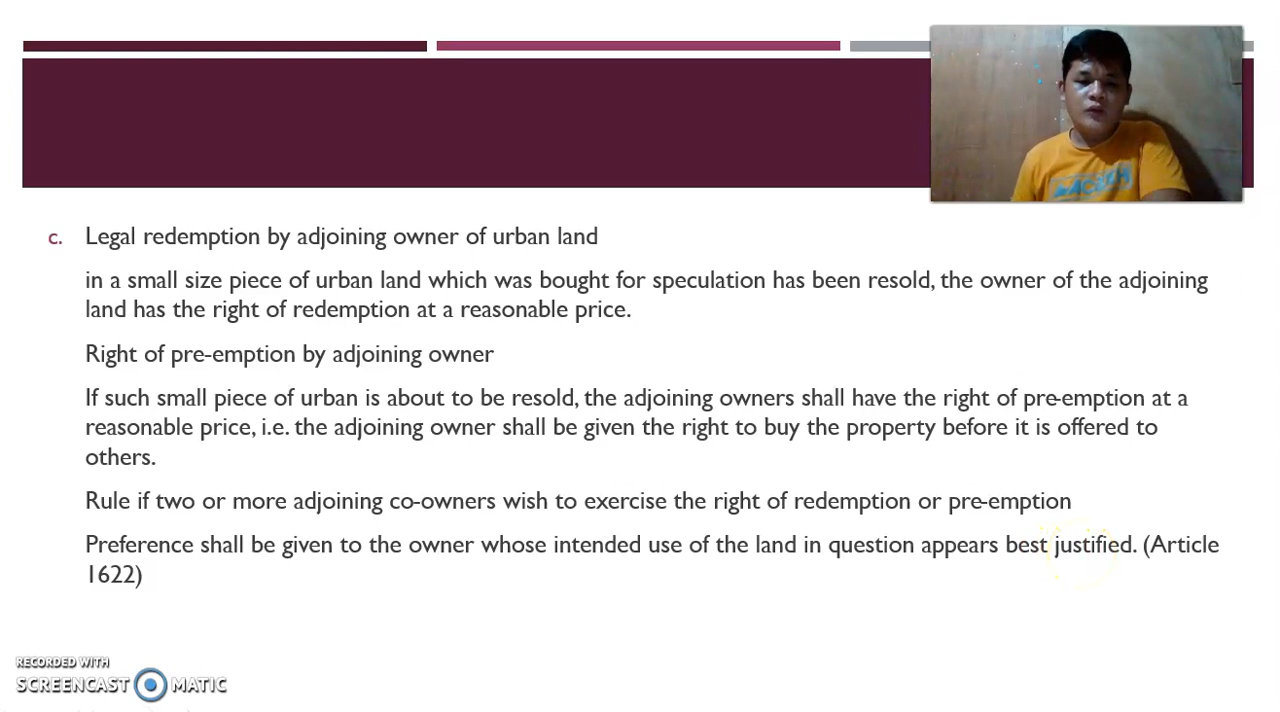 c. Legal redemption by adjoining owner of urban land
in a small size piece of urban land which was bought for speculation has been resold, the owner of the adjoining
land has the right of redemption at a reasonable price.
Right of pre-emption by adjoining owner
If such small piece of urban is about to be resold, the adjoining owners shall have the right of pre-emption at a
reasonable price, i.e. the adjoining owner shall be given the right to buy the property before it is offered to
others.
Rule if two or more adjoining co-owners wish to exercise the right of redemption or pre-emption
Preference shall be given to the owner whose intended use of the land in question appears best justified. (Article
1622)
RECORDED WITH
SCREENCAST MATIC